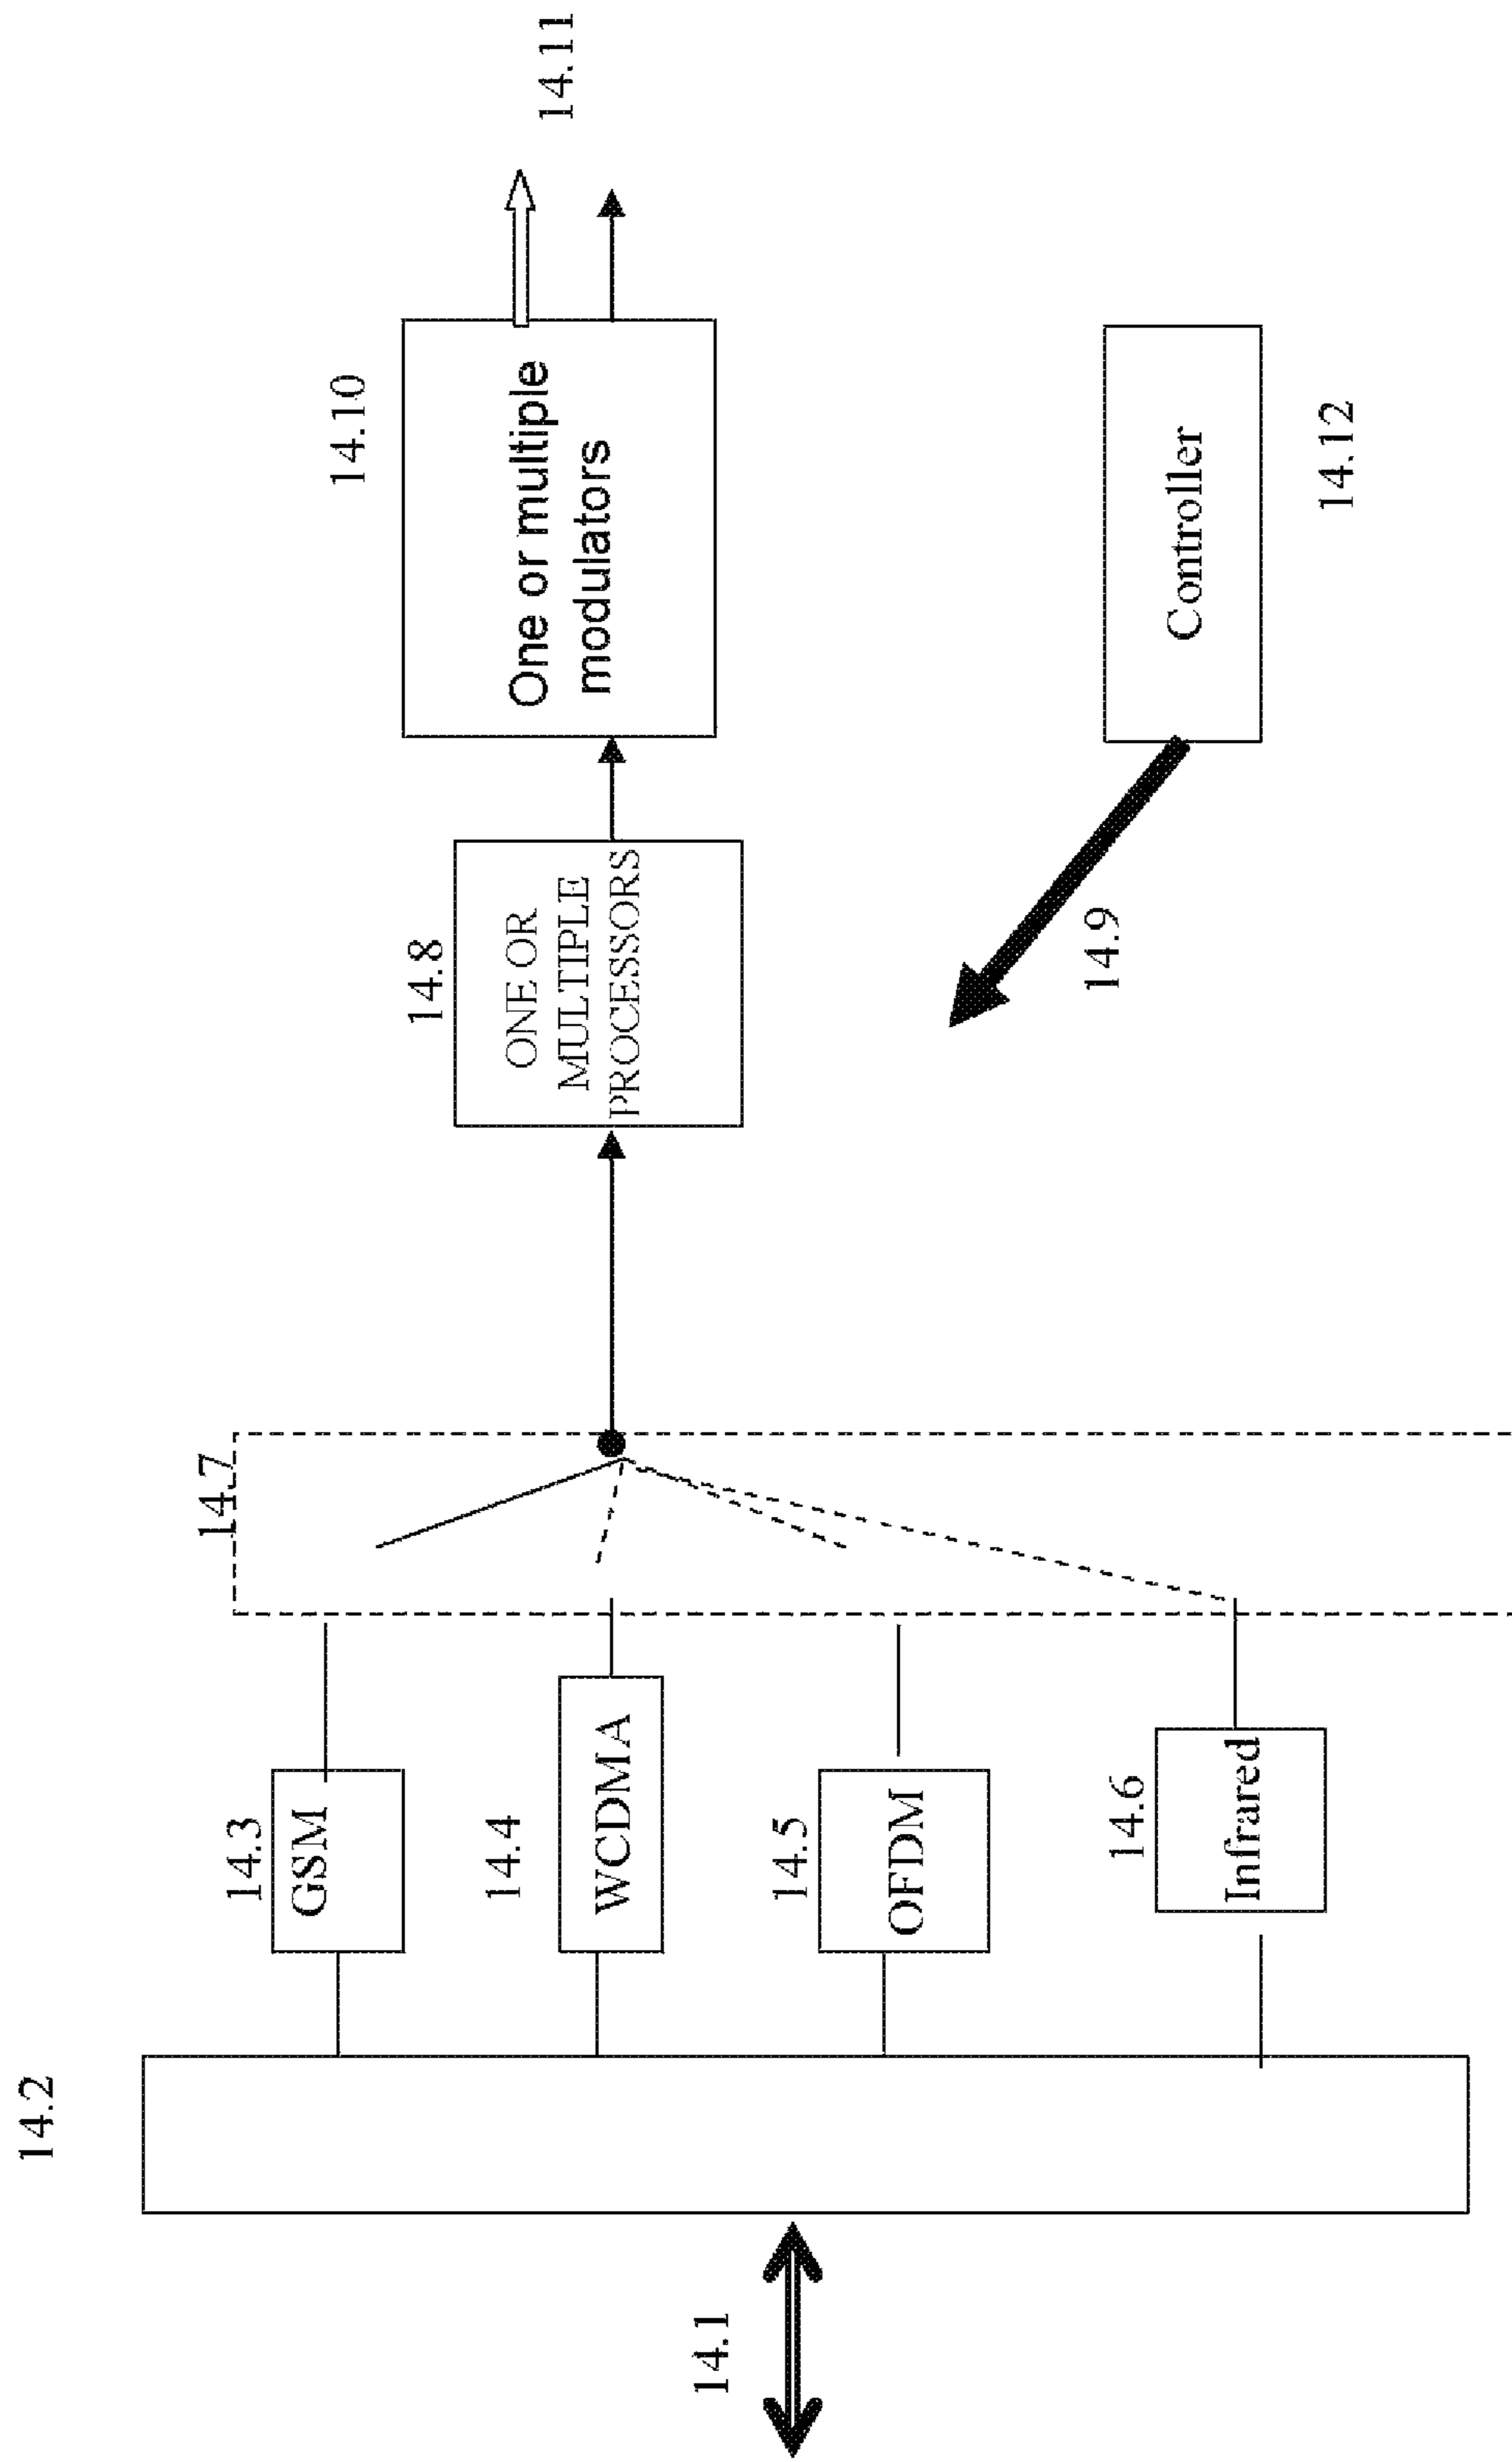 14.1
14.2
14.3
GSM
14.4
WCDMA
14.5
OFDM
14.6
Infrared
14.7
14.8
ONE OR
MULTIPLE
PROCESSORS
14.9
14.10
One or multiple
modulators
14.11
Controller
14.12